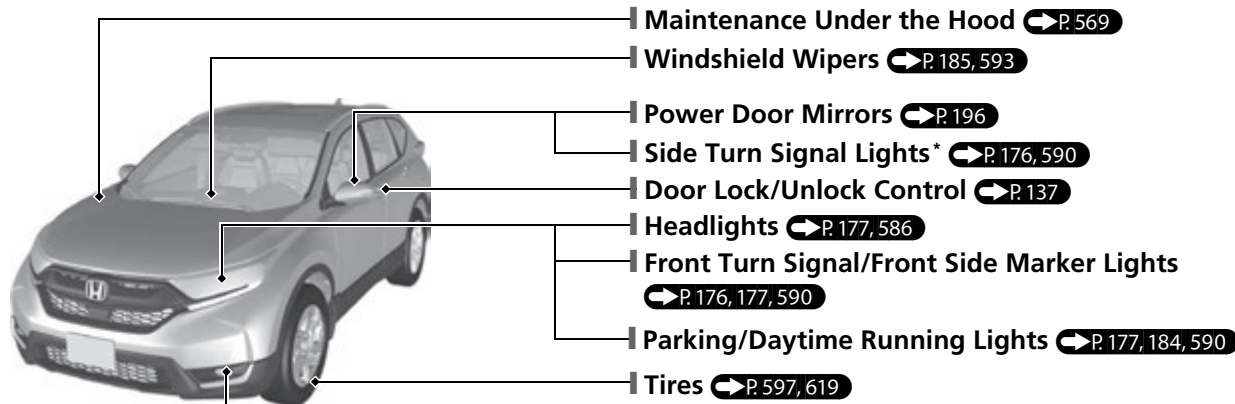 Maintenance Under the Hood P. 569
Windshield Wipers P. 185, 593
Power Door Mirrors P. 196
Side Turn Signal Lights* P. 176, 590
Door Lock/Unlock Control P. 137
Headlights P. 177, 586
Front Turn Signal/Front Side Marker Lights
P. 176, 177, 590
Parking/Daytime Running Lights P. 177, 184, 590
Tires P. 597, 619